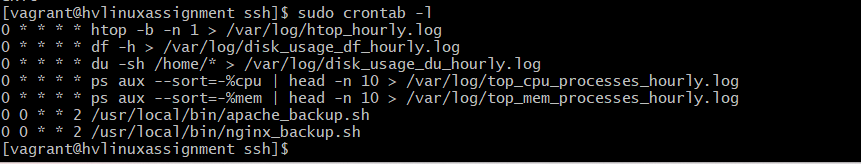 [vagrant@hvlinuxassignment ssh]$ sudo crontab -l
0 * * * * htop -b -n 1 > /var/log/htop_hourly.log
0 * * * * df -h > /var/log/disk_usage_df_hourly.log
0 * * * * du -sh /home/* > /var/log/disk_usage_du_hourly.log
0 * * * * ps aux --sort=-%cpu | head -n 10 > /var/log/top_cpu_processes_hourly.log
0 * * * * ps aux --sort=-%mem | head -n 10 > /var/log/top_mem_processes_hourly.log
0 0 * * 2 /usr/local/bin/apache_backup.sh
0 0 * * 2 /usr/local/bin/nginx_backup.sh
[vagrant@hvlinuxassignment ssh]$